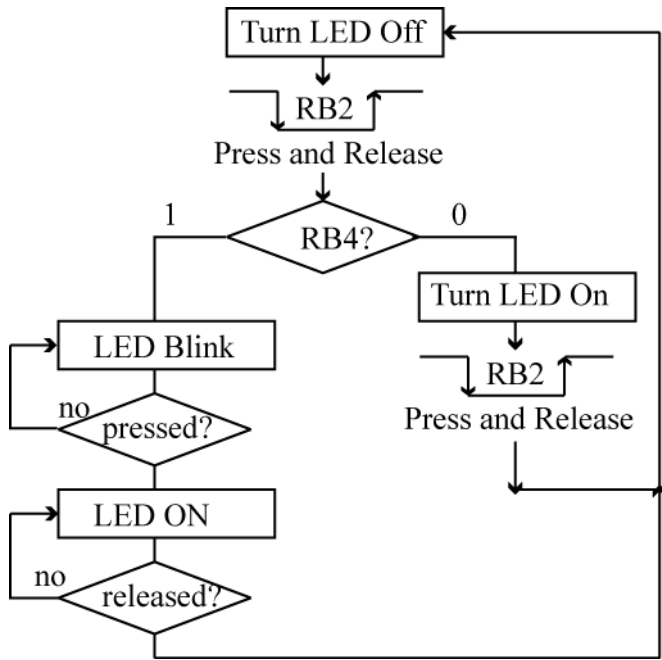 Turn LED Off
RB2
Press and Release
1
RB4?
0
Turn LED On
RB2
Press and Release
LED Blink
no
pressed?
LED ON
no
released?